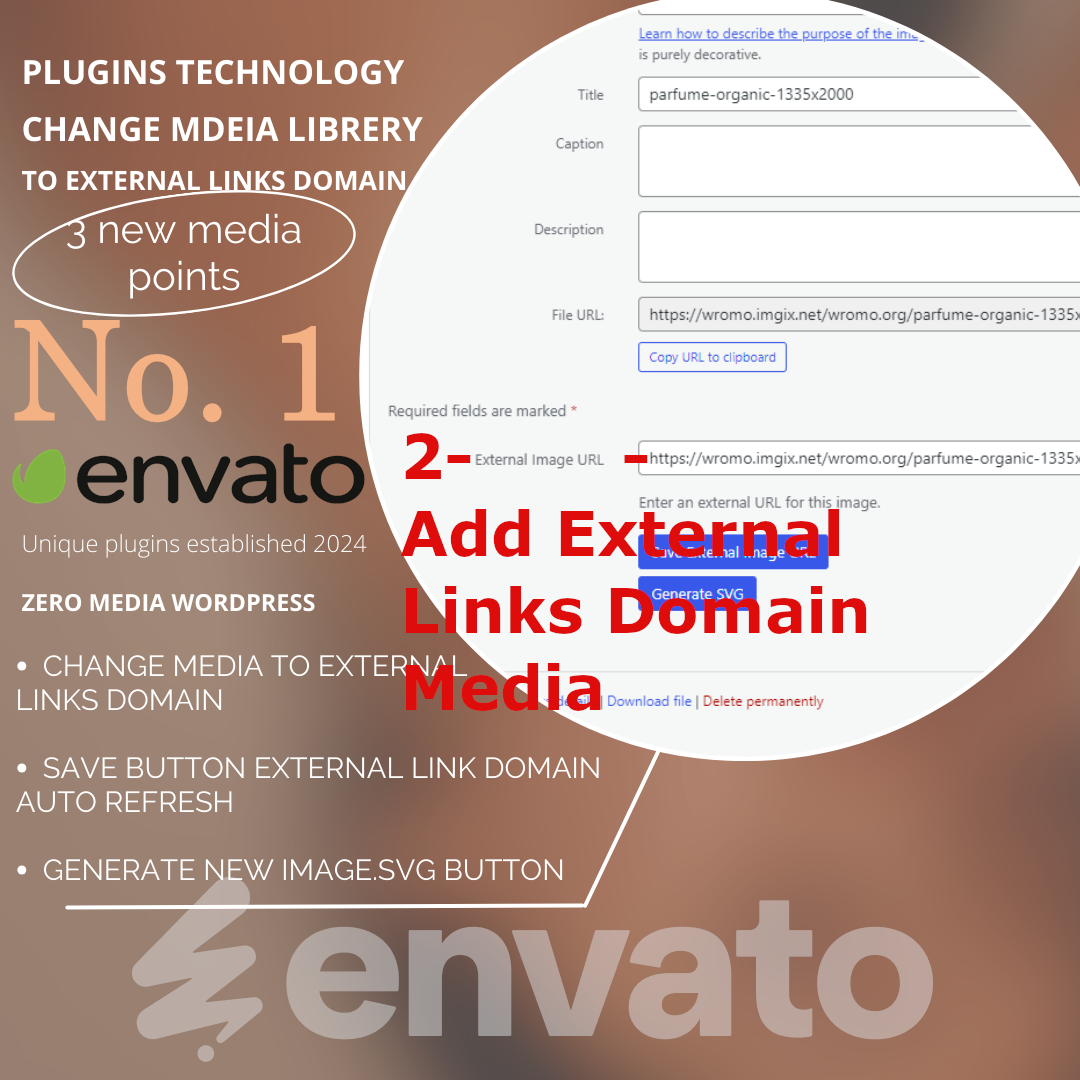 PLUGINS TECHNOLOGY
CHANGE MDEIA LIBRERY
TO EXTERNAL LINKS DOMAIN
3 new media
points
No. 1
envato
Unique plugins established 2024
ZERO MEDIA WORDPRESS
• CHANGE MEDIA TO EXTERNAL
LINKS DOMAIN
• SAVE BUTTON EXTERNAL LINK DOMAIN
AUTO REFRESH
• GENERATE NEW IMAGE.SVG BUTTON
Learn how to describe the purpose of the
is purely decorative.
Title parfume-organic-1335x2000
Caption
Description
File URL: https://wromo.imgix.net/wromo.org/parfume-organic-1335x
Copy URL to clipboard
Required fields are marked *
External Image URL https://wromo.imgix.net/wromo.org/parfume-organic-1335x
Enter an external URL for this image.
Save External Image URL
Generate SVG
| Download file | Delete permanently
2– –
Add External
Links Domain
Media
envato